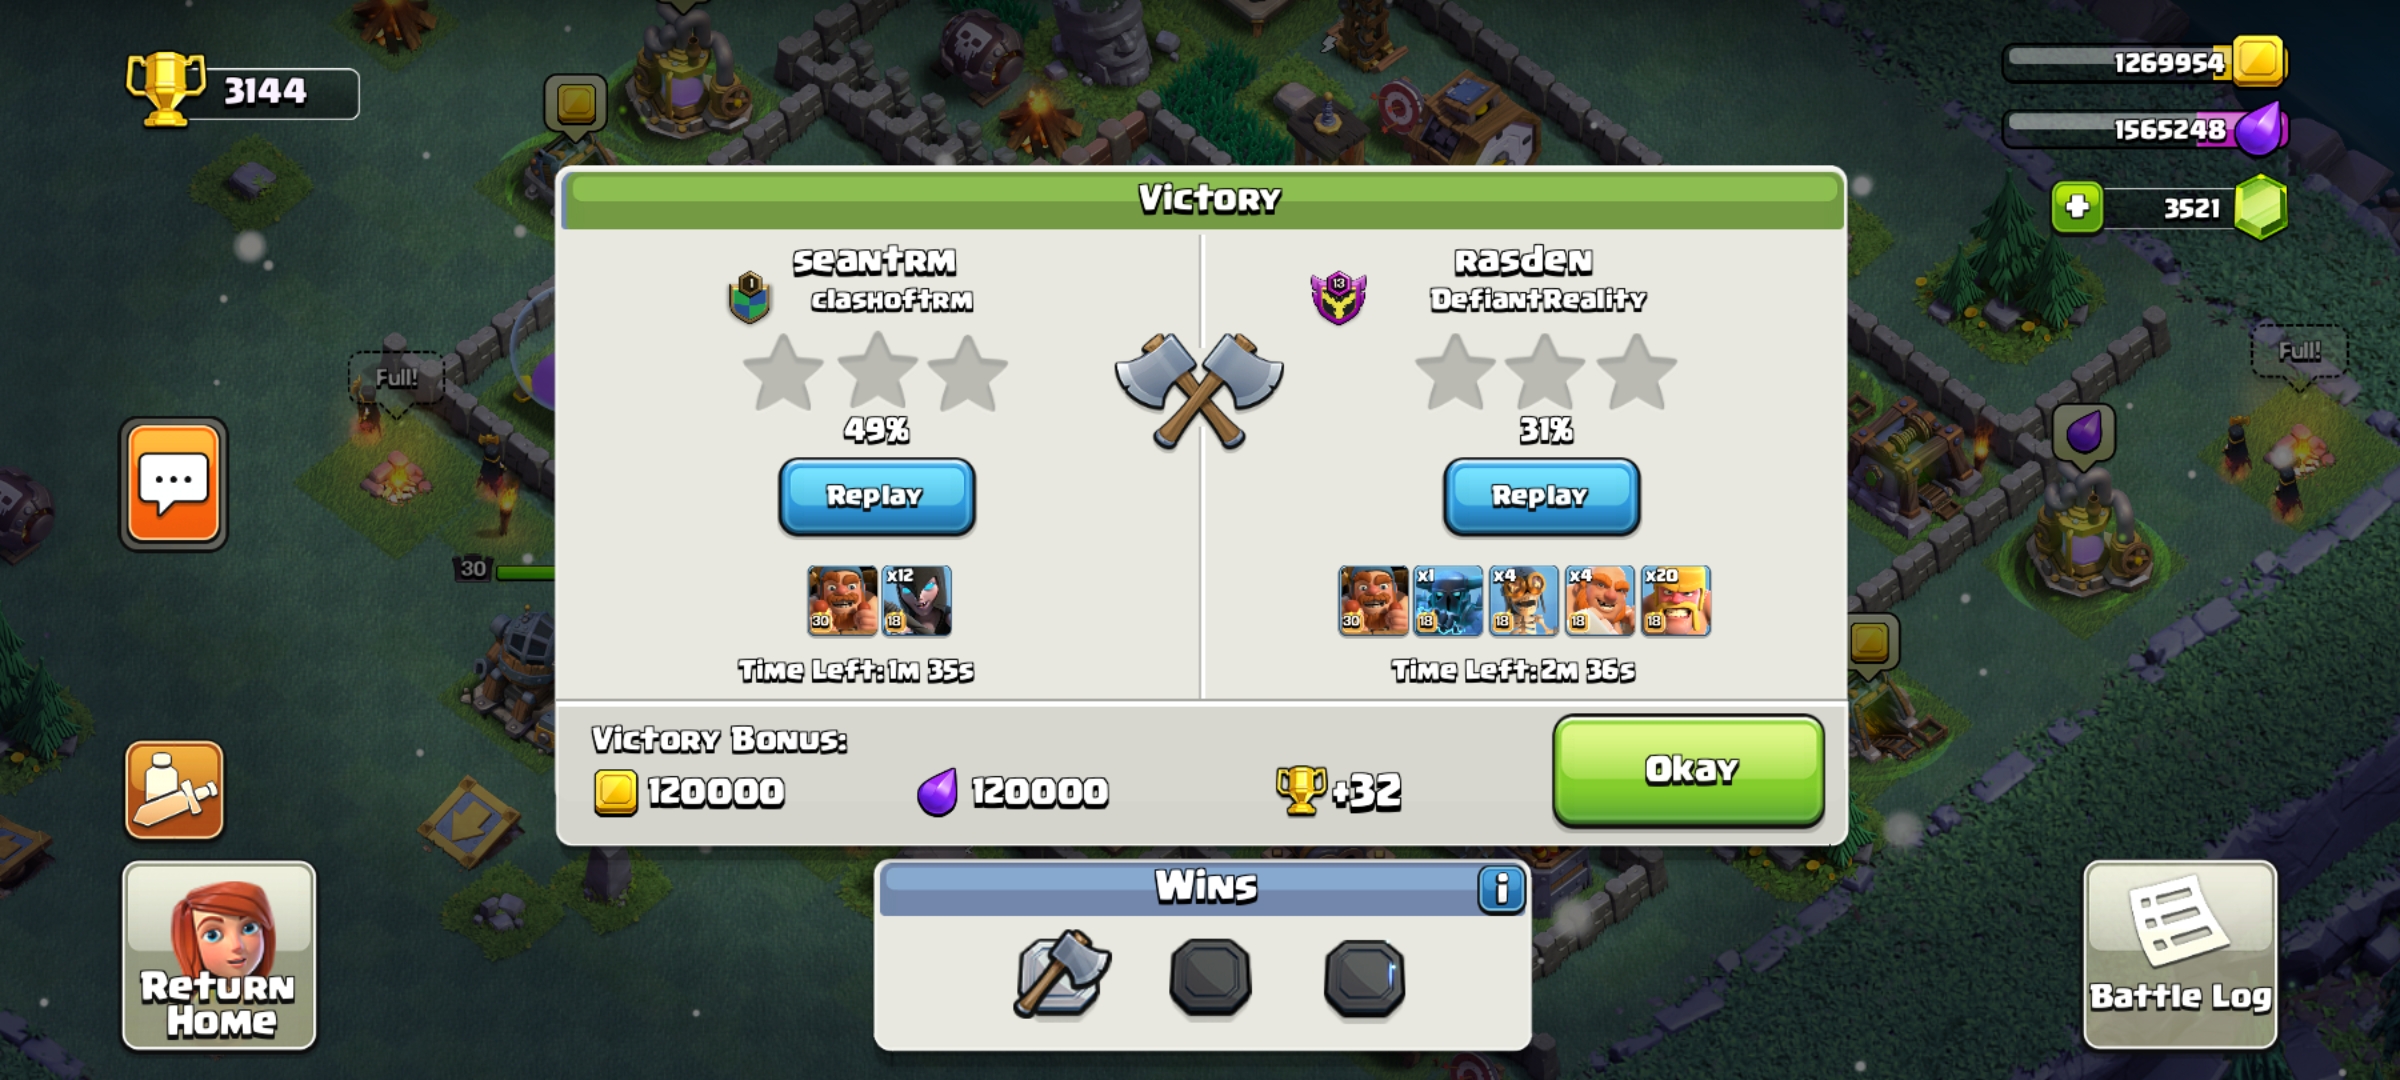 3144
1269954
1565248
3521
Full!
Full!
30
Victory
seantrm
clashoftrm
1
49%
Replay
30
x12
18
Time Left:1m 35s
Rasden
DefiantReality
13
31%
Replay
30
x1
18
x4
18
x4
18
x20
18
Time Left:2m 36s
Victory Bonus:
120000
120000
+32
Okay
Wins
i
Return
Home
Battle Log